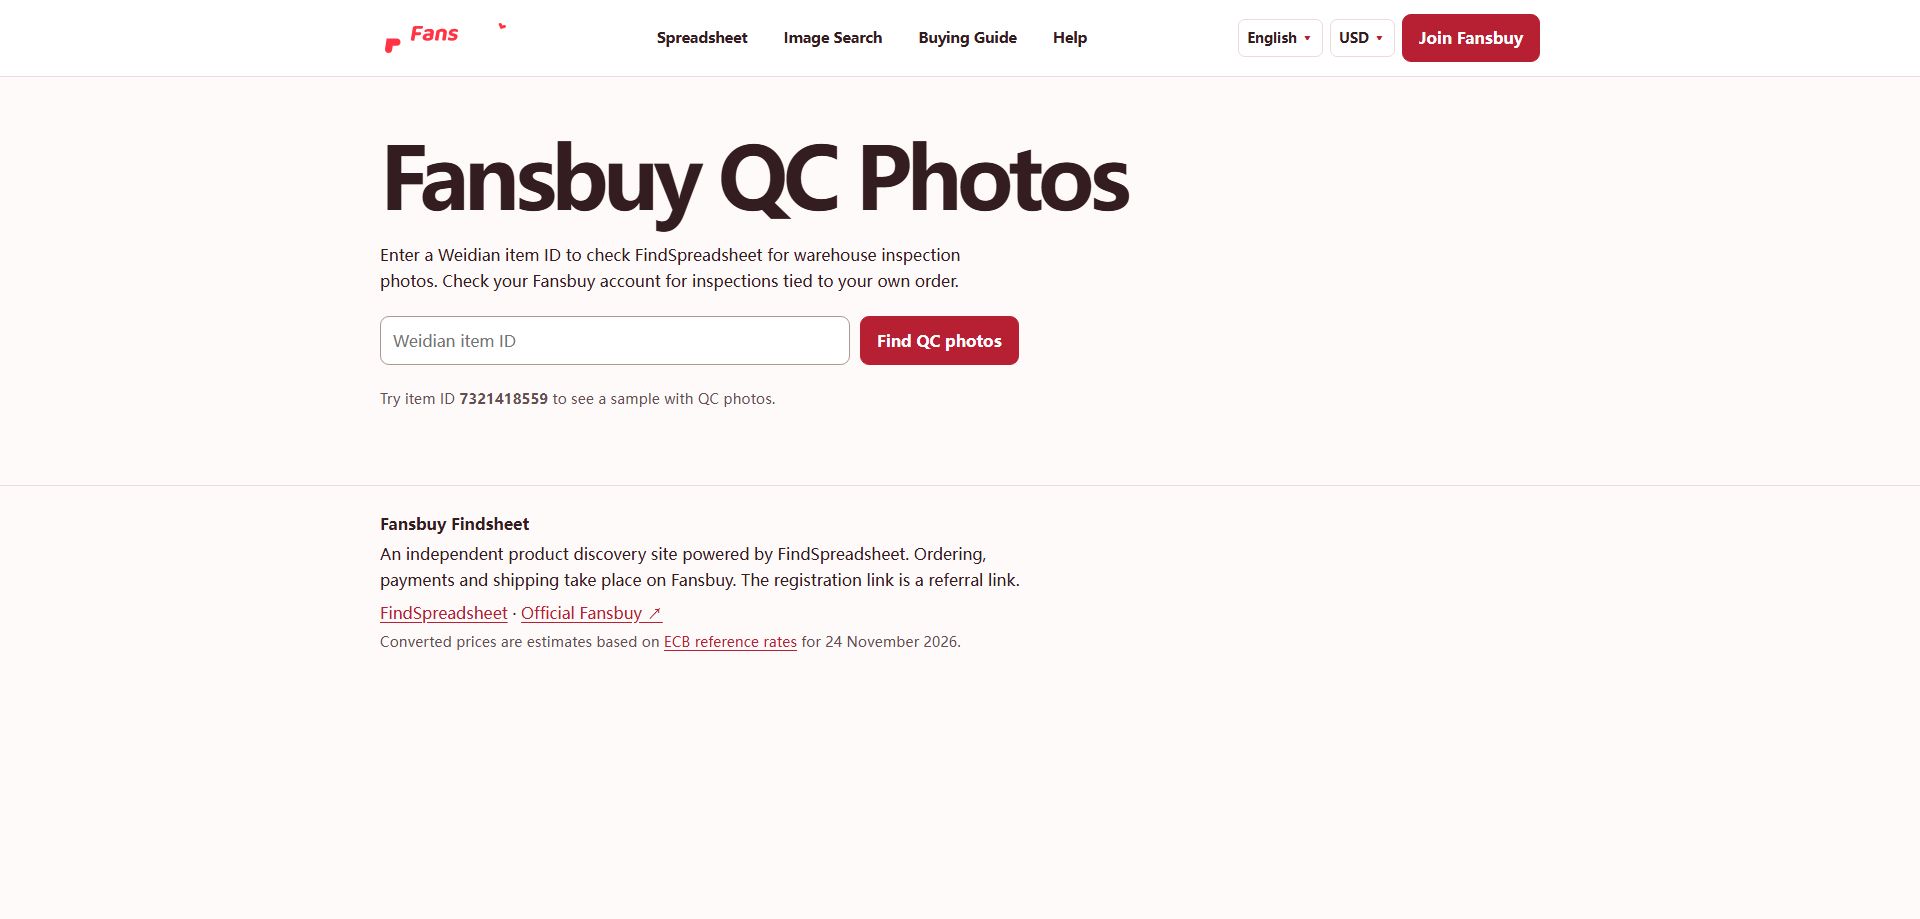 Fans
Spreadsheet
Image Search
Buying Guide
Help
English
USD
Join Fansbuy
Fansbuy QC Photos
Enter a Weidian item ID to check FindSpreadsheet for warehouse inspection
photos. Check your Fansbuy account for inspections tied to your own order.
Weidian item ID
Find QC photos
Try item ID 7321418559 to see a sample with QC photos.
Fansbuy Findsheet
An independent product discovery site powered by FindSpreadsheet. Ordering,
payments and shipping take place on Fansbuy. The registration link is a referral link.
FindSpreadsheet · Official Fansbuy ↗
Converted prices are estimates based on ECB reference rates for 24 November 2026.